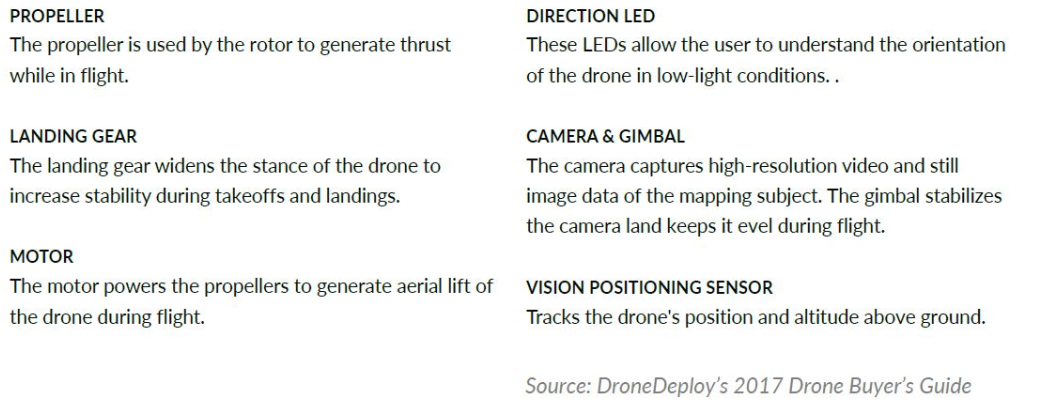 PROPELLER
The propeller is used by the rotor to generate thrust
while in flight.
LANDING GEAR
The landing gear widens the stance of the drone to
increase stability during takeoffs and landings.
MOTOR
The motor powers the propellers to generate aerial lift of
the drone during flight.
DIRECTION LED
These LEDs allow the user to understand the orientation
of the drone in low-light conditions. .
CAMERA & GIMBAL
The camera captures high-resolution video and still
image data of the mapping subject. The gimbal stabilizes
the camera land keeps it evel during flight.
VISION POSITIONING SENSOR
Tracks the drone's position and altitude above ground.
Source: DroneDeploy’s 2017 Drone Buyer’s Guide